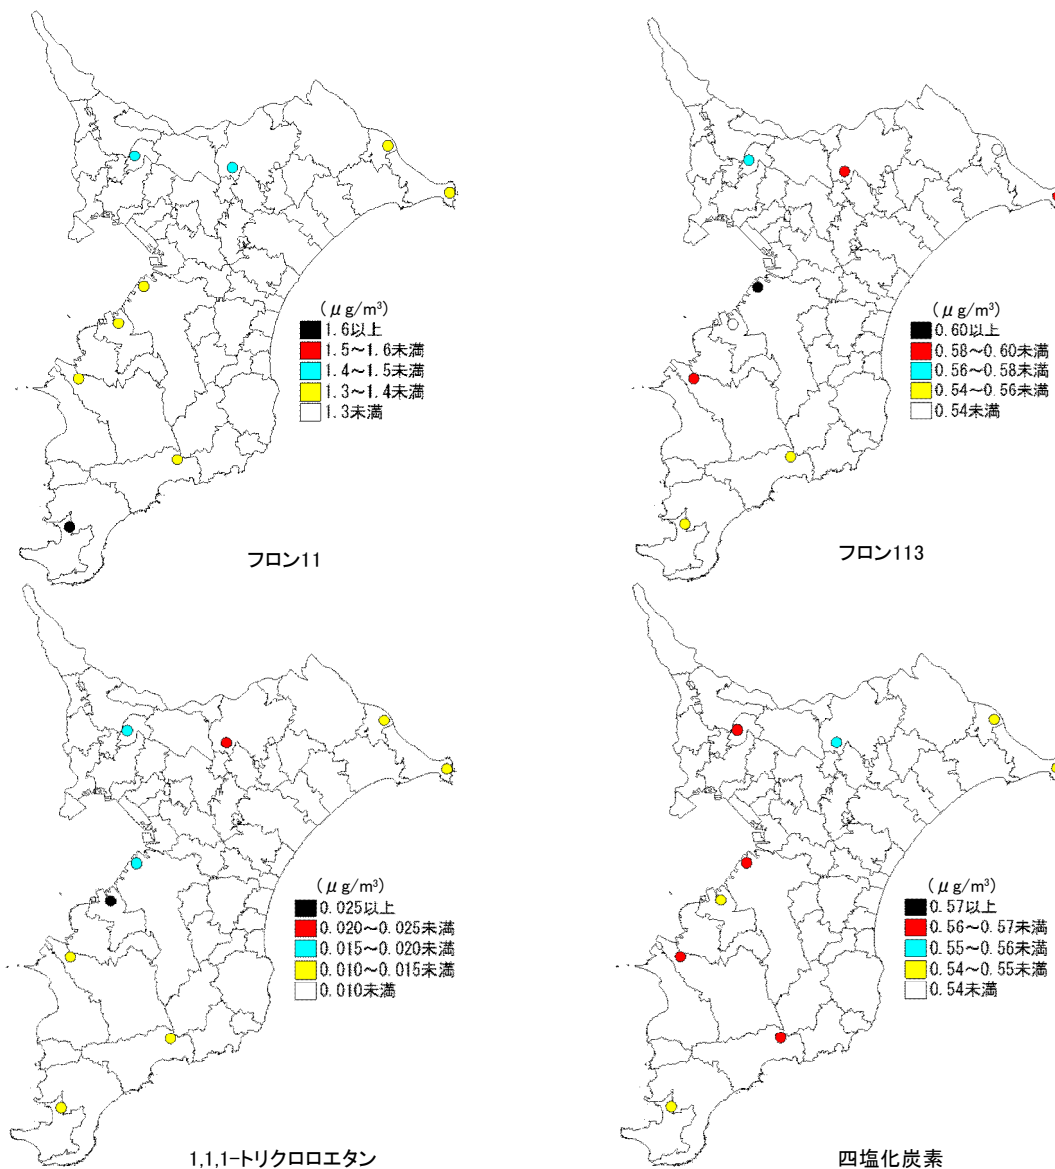 (μg/m³)
1.6以上
1.5～1.6未満
1.4～1.5未満
1.3～1.4未満
1.3未満
フロン11
(μg/m³)
0.60以上
0.58～0.60未満
0.56～0.58未満
0.54～0.56未満
0.54未満
フロン113
(μg/m³)
0.025以上
0.020～0.025未満
0.015～0.020未満
0.010～0.015未満
0.010未満
1,1,1-トリクロロエタン
(μg/m³)
0.57以上
0.56～0.57未満
0.55～0.56未満
0.54～0.55未満
0.54未満
四塩化炭素